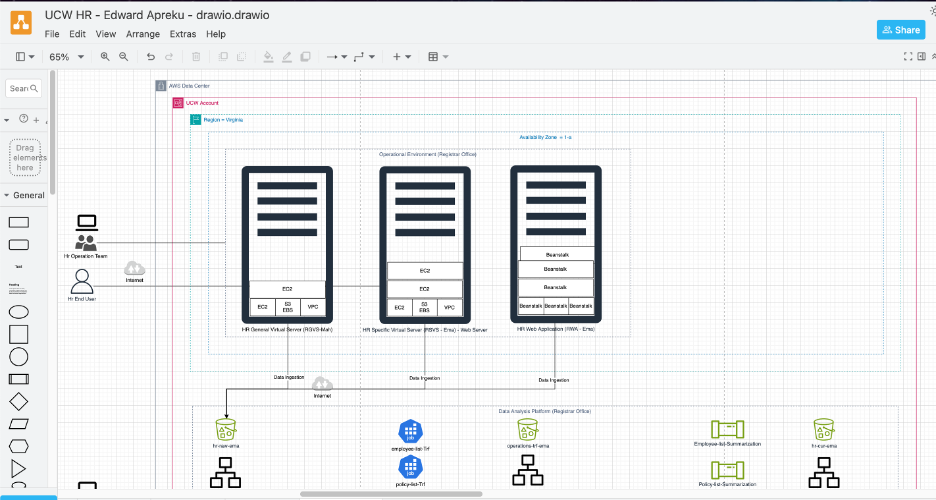 UCW HR - Edward Apreku - drawio.drawio
File Edit View Arrange Extras Help
Share
65%
AWS Data Center
Sear
UCW Account
Region = Virginia
Availability Zone = 1-a
Drag
elements
here
Operational Environment (Registrar Office)
General
Text
Heading
Beanstalk
Beanstalk
Beanstalk
Beanstalk Beanstalk Beanstalk
EC2
EC2
EC2 S3 EBS VPC
EC2
EC2 S3 EBS VPC
Hr Operation Team
Internet
Hr End User
HR General Virtual Server (RGVS-Mah)
HR Specific Virtual Server (RSVS - Ema) - Web Server
HR Web Application (RWA - Ema)
Data Ingestion
Data Ingestion
Data Ingestion
Internet
Data Analysis Platform (Registrar Office)
hr-raw-ema
job
employee-list-Trf
operations-trf-ema
Employee-list-Summarization
hr-cur-ema
job
policy-list-Trf
Policy-list-Summarization